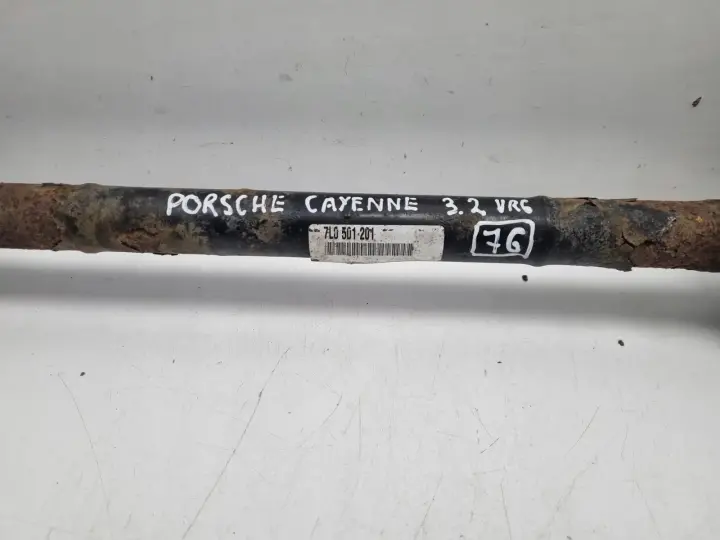 PORSCHE CAYENNE 3.2 VR6
7L0 501-201
76